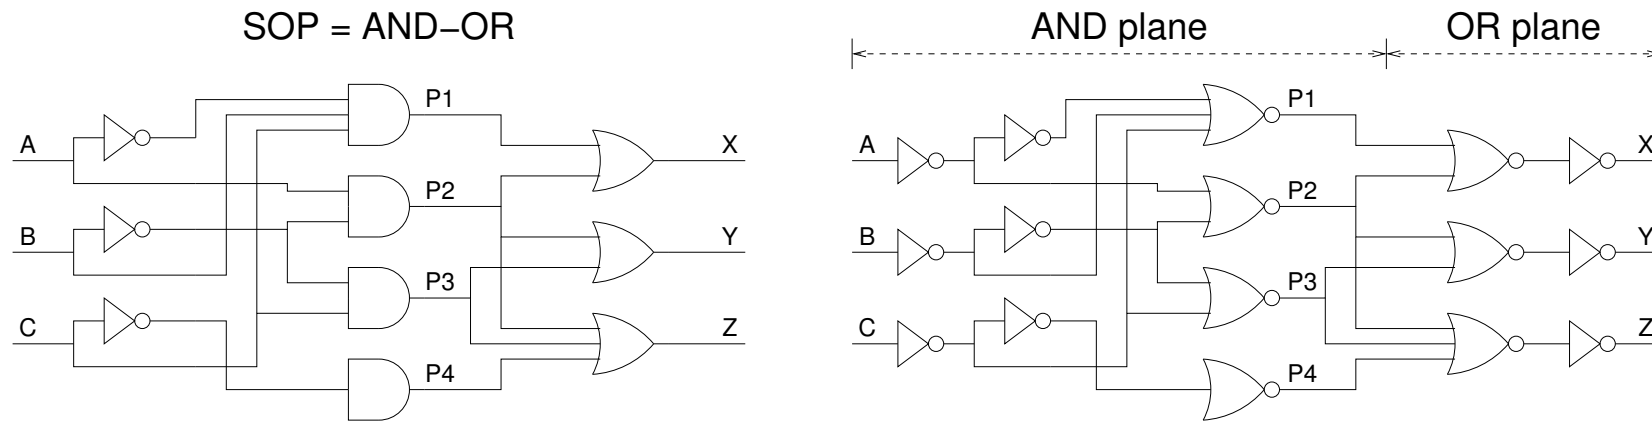 SOP = AND–OR
A
B
C
P1
P2
P3
P4
X
Y
Z
AND plane
OR plane
A
B
C
P1
P2
P3
P4
X
Y
Z